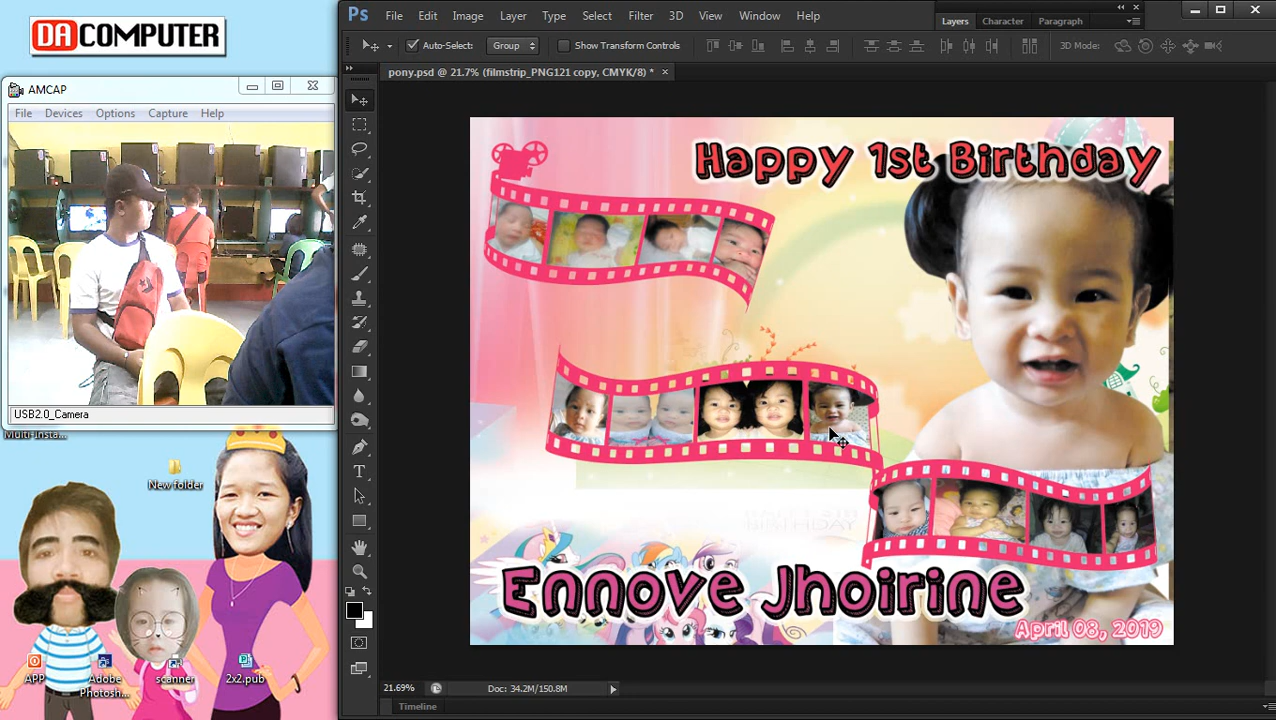 DA COMPUTER
AMCAP
File Devices Options Capture Help
USB2.0_Camera
Multi-Insta...
New folder
APP
Adobe Photosh...
scanner
2x2.pub
Ps File Edit Image Layer Type Select Filter 3D View Window Help
Layers Character Paragraph
Auto-Select: Group Show Transform Controls 3D Mode:
pony.psd @ 21.7% (filmstrip_PNG121 copy, CMYK/8) * ×
Happy 1st Birthday
BIRTHDAY
Ennove Jhoirine
April 08, 2019
21.69% Doc: 34.2M/150.8M
Timeline